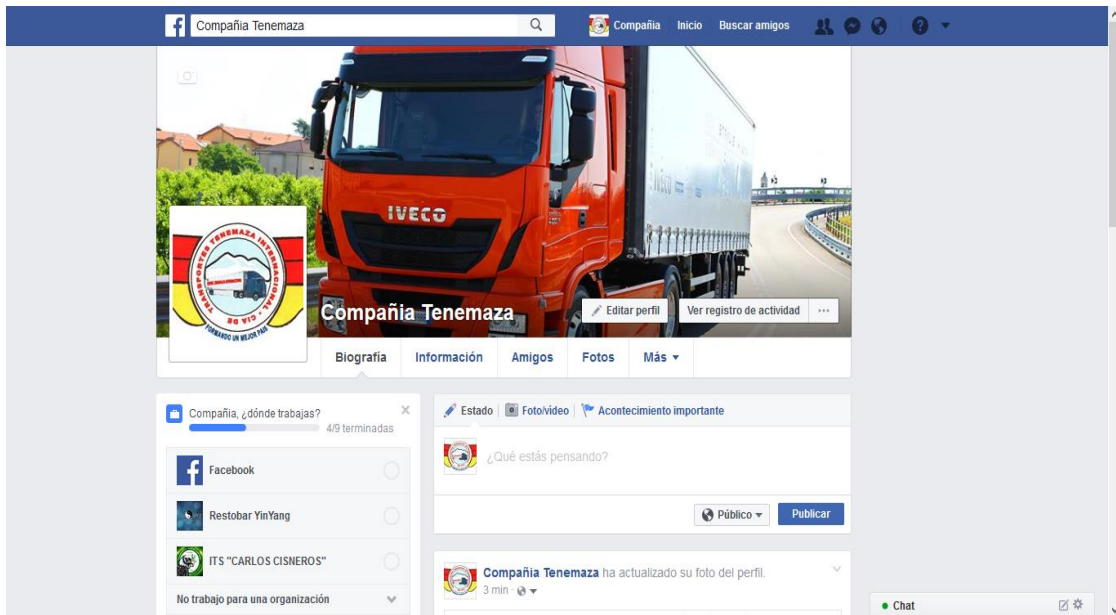 Compañia Tenemaza
Compañia Inicio Buscar amigos
IVECO
TRANSPORTES TENEMAZA INTERNACIONAL
CIA DE
FORMANDO UN MEJOR PAIS
Compañia Tenemaza
Editar perfil
Ver registro de actividad
Biografía Información Amigos Fotos Más
Compañia, ¿dónde trabajas?
4/9 terminadas
Facebook
Restobar YinYang
ITS "CARLOS CISNEROS"
No trabajo para una organización
Estado Foto/video Acontecimiento importante
¿Qué estás pensando?
Público Publicar
Compañia Tenemaza ha actualizado su foto del perfil.
3 min
Chat